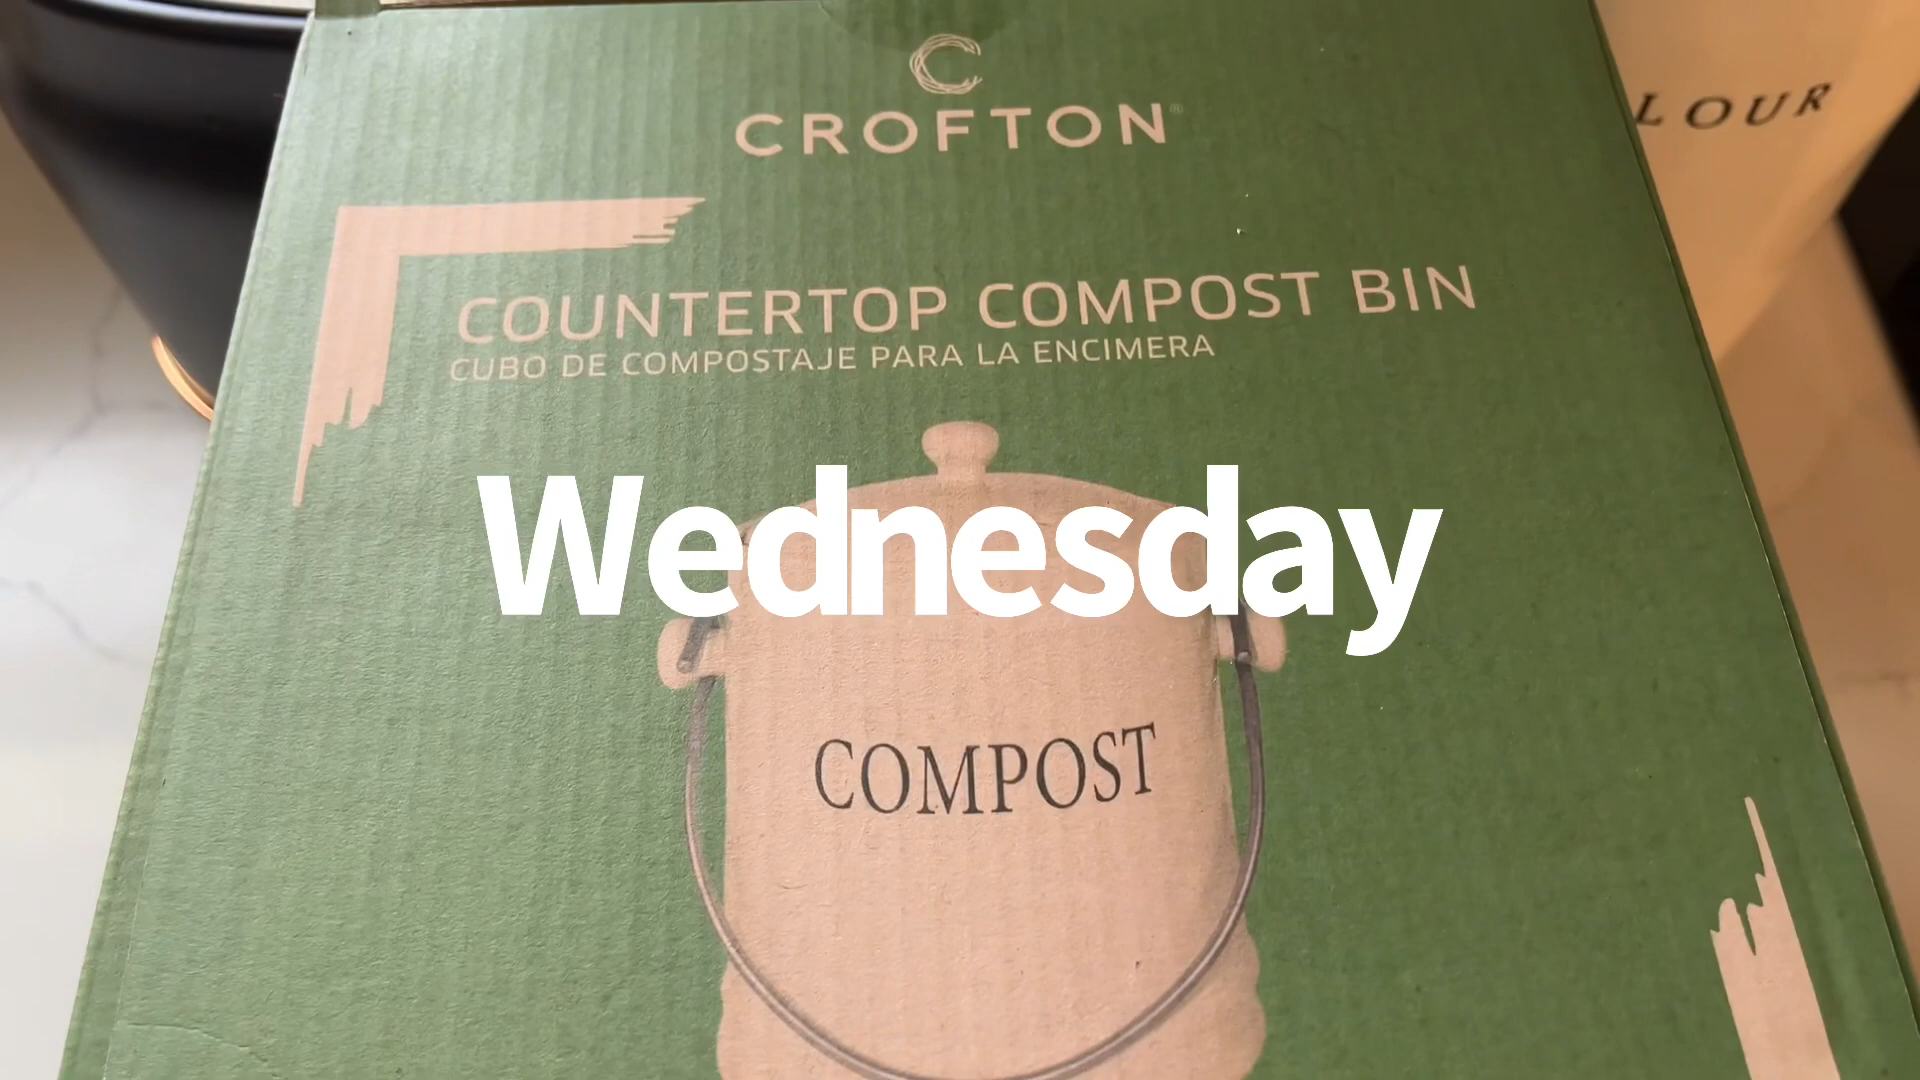 CROFTON®
LOUR
COUNTERTOP COMPOST BIN
CUBO DE COMPOSTAJE PARA LA ENCIMERA
Wednesday
COMPOST